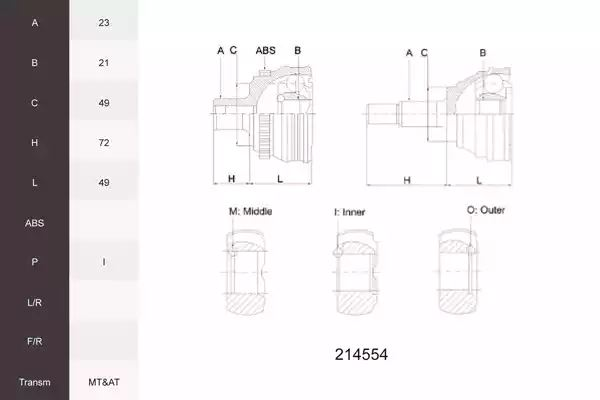 A 23
B 21
C 49
H 72
L 49
ABS
P I
L/R
F/R
Transm MT&AT
A C ABS B
H L
A C B
H L
M: Middle
I: Inner
O: Outer
214554